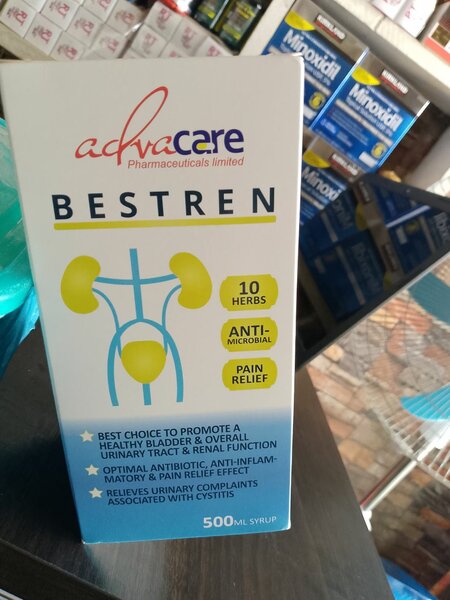 advacare
Pharmaceuticals limited
BESTREN
10
HERBS
ANTI-
MICROBIAL
PAIN
RELIEF
BEST CHOICE TO PROMOTE A
HEALTHY BLADDER & OVERALL
URINARY TRACT & RENAL FUNCTION
OPTIMAL ANTIBIOTIC, ANTI-INFLAM-
MATORY & PAIN RELIEF EFFECT
RELIEVES URINARY COMPLAINTS
ASSOCIATED WITH CYSTITIS
500ML SYRUP
KIRKLAND
Minoxidil
KIRKLAND
Minoxidil
KIRKLAND
Minoxidil